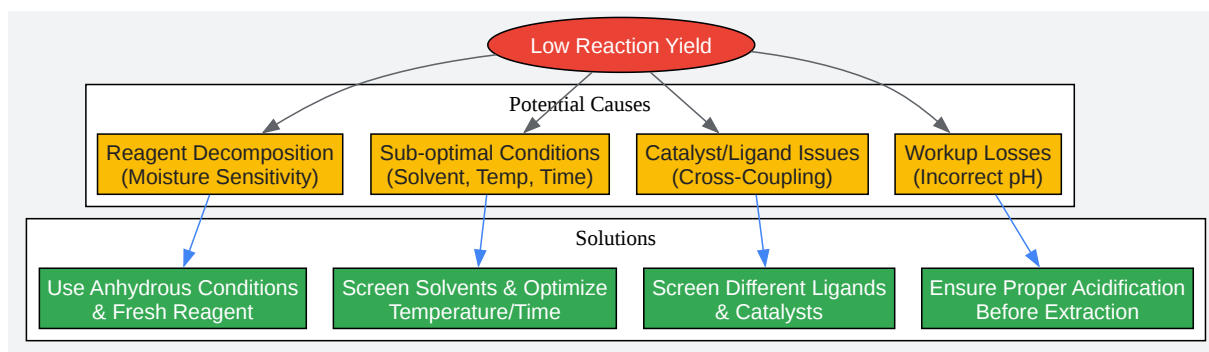 Low Reaction Yield
Potential Causes
Reagent Decomposition
(Moisture Sensitivity)
Sub-optimal Conditions
(Solvent, Temp, Time)
Catalyst/Ligand Issues
(Cross-Coupling)
Workup Losses
(Incorrect pH)
Solutions
Use Anhydrous Conditions
& Fresh Reagent
Screen Solvents & Optimize
Temperature/Time
Screen Different Ligands
& Catalysts
Ensure Proper Acidification
Before Extraction